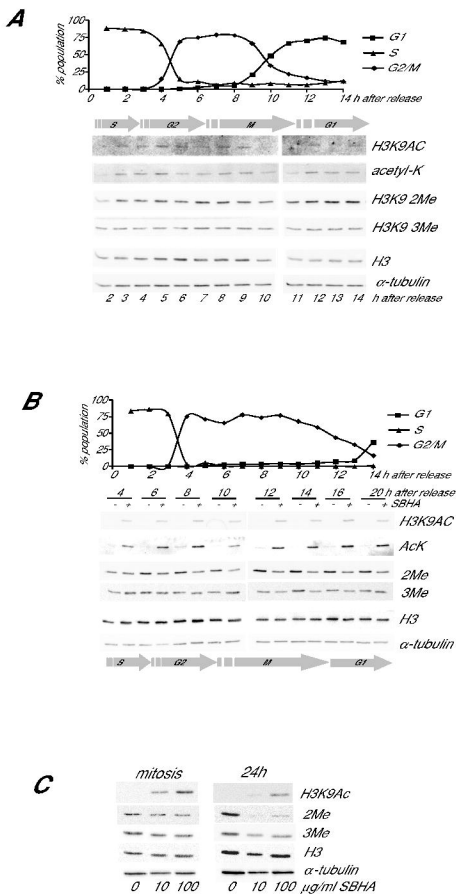 A
% population
100
75
50
25
0
G1
S
G2/M
0 2 4 6 8 10 12 14 h after release
S G2 M G1
H3K9AC
acetyl-K
H3K9 2Me
H3K9 3Me
H3
α-tubulin
2 3 4 5 6 7 8 9 10 11 12 13 14 h after release
B
% population
100
75
50
25
0
G1
S
G2/M
0 2 4 6 8 10 12 14 h after release
4 6 8 10 12 14 16 20 h after release
- + - + - + - + - + - + - + - + SBHA
H3K9AC
AcK
2Me
3Me
H3
α-tubulin
S G2 M G1
C
mitosis 24h
H3K9Ac
2Me
3Me
H3
α-tubulin
0 10 100 0 10 100 µg/ml SBHA